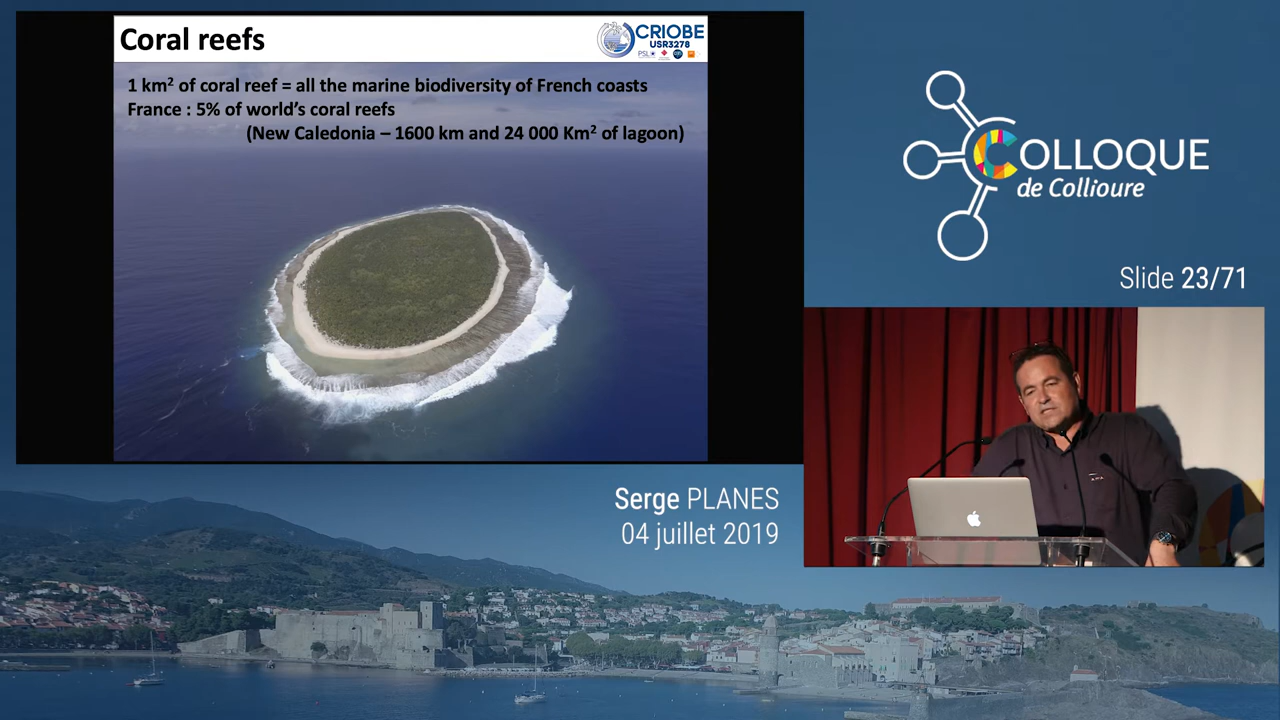 Coral reefs
CRIOBE
USR3278
PSL
1 km² of coral reef = all the marine biodiversity of French coasts
France : 5% of world's coral reefs
(New Caledonia – 1600 km and 24 000 Km² of lagoon)
COLLOQUE
de Collioure
Slide 23/71
Serge PLANES
04 juillet 2019